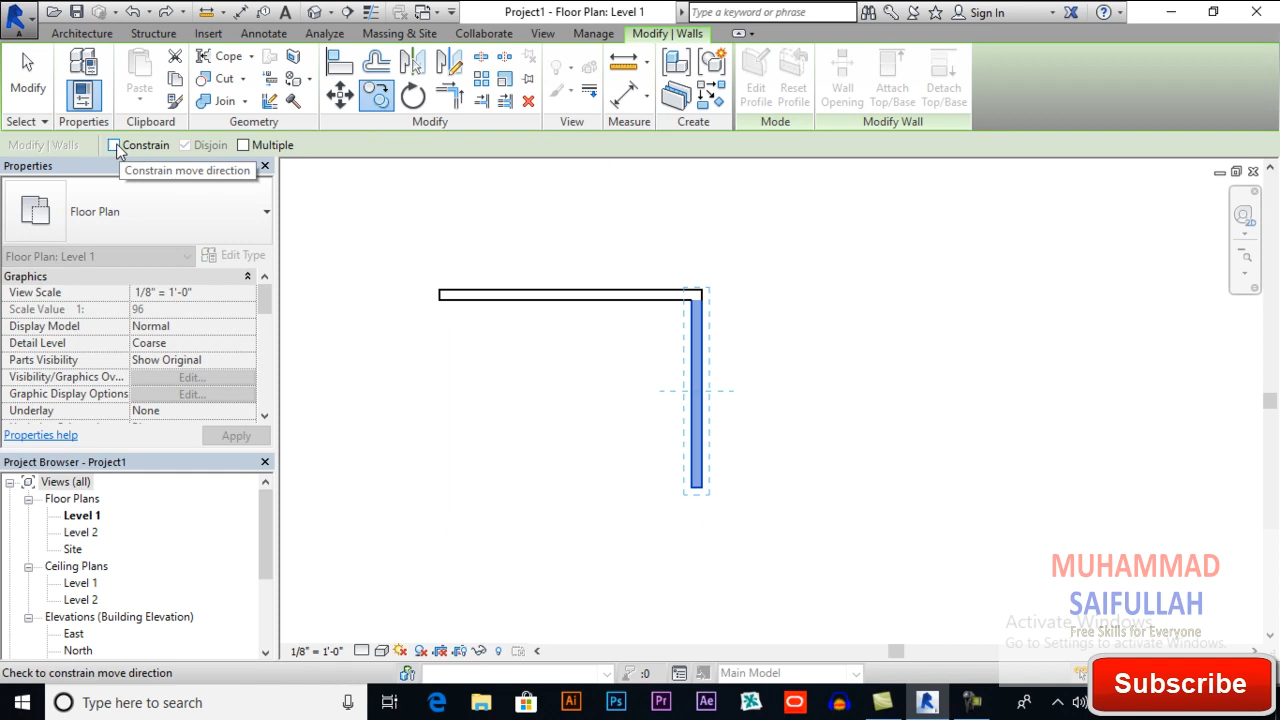 Project1 - Floor Plan: Level 1
Type a keyword or phrase
Sign In
Architecture Structure Insert Annotate Analyze Massing & Site Collaborate View Manage Modify | Walls
Modify
Paste
Cope
Cut
Join
Edit Profile
Reset Profile
Wall Opening
Attach Top/Base
Detach Top/Base
Select Properties Clipboard Geometry Modify View Measure Create Mode Modify Wall
Modify | Walls Constrain Disjoin Multiple
Constrain move direction
Properties
Floor Plan
Floor Plan: Level 1 Edit Type
Graphics
View Scale 1/8" = 1'-0"
Scale Value 1: 96
Display Model Normal
Detail Level Coarse
Parts Visibility Show Original
Visibility/Graphics Ov... Edit...
Graphic Display Options Edit...
Underlay None
Properties help Apply
Project Browser - Project1
Views (all)
Floor Plans
Level 1
Level 2
Site
Ceiling Plans
Level 1
Level 2
Elevations (Building Elevation)
East
North
2D
MUHAMMAD
SAIFULLAH
Free Skills for Everyone
Activate Windows
Go to Settings to activate Windows.
1/8" = 1'-0"
Check to constrain move direction
:0
Main Model
Subscribe
Type here to search
Ai Ps Pr Ae